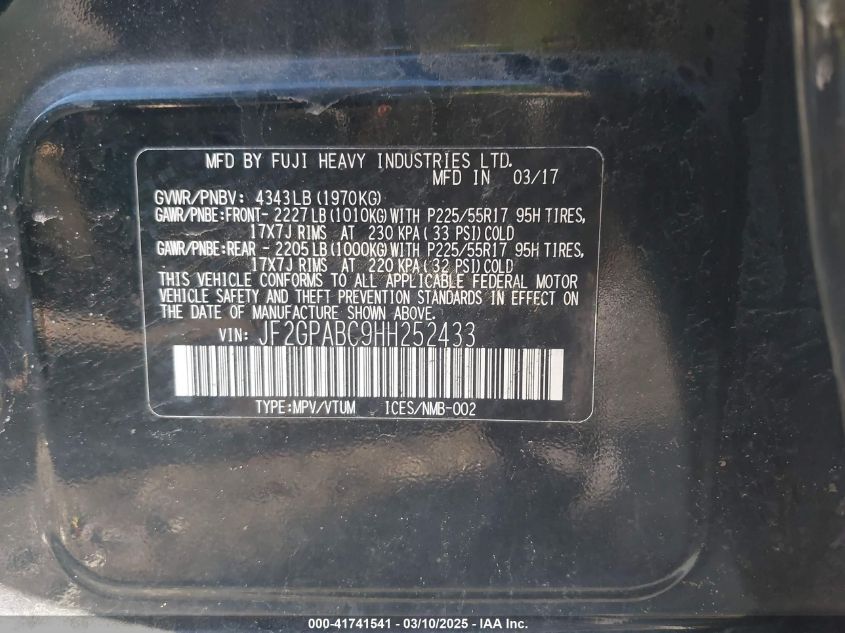 MFD BY FUJI HEAVY INDUSTRIES LTD.
MFD IN 03/17
GVWR/PNBV: 4343LB (1970KG)
GAWR/PNBE:FRONT- 2227LB (1010KG)WITH P225/55R17 95H TIRES,
17X7J RIMS AT 230 KPA( 33 PSI)COLD
GAWR/PNBE:REAR - 2205LB (1000KG)WITH P225/55R17 95H TIRES,
17X7J RIMS AT 220 KPA( 32 PSI)COLD
THIS VEHICLE CONFORMS TO ALL APPLICABLE FEDERAL MOTOR
VEHICLE SAFETY AND THEFT PREVENTION STANDARDS IN EFFECT ON
THE DATE OF MANUFACTURE SHOWN ABOVE.
VIN: JF2GPABC9HH252433
TYPE:MPV/VTUM ICES/NMB-002
000-41741541 - 03/10/2025 - IAA Inc.